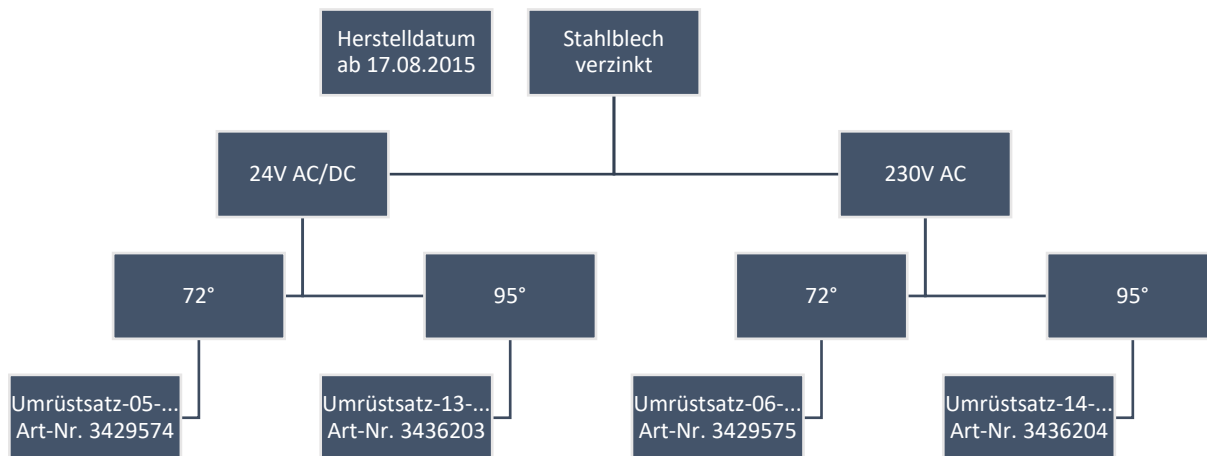 Herstelldatum
ab 17.08.2015
Stahlblech
verzinkt
24V AC/DC
230V AC
72°
95°
72°
95°
Umrüstsatz-05-...
Art-Nr. 3429574
Umrüstsatz-13-...
Art-Nr. 3436203
Umrüstsatz-06-...
Art-Nr. 3429575
Umrüstsatz-14-...
Art-Nr. 3436204